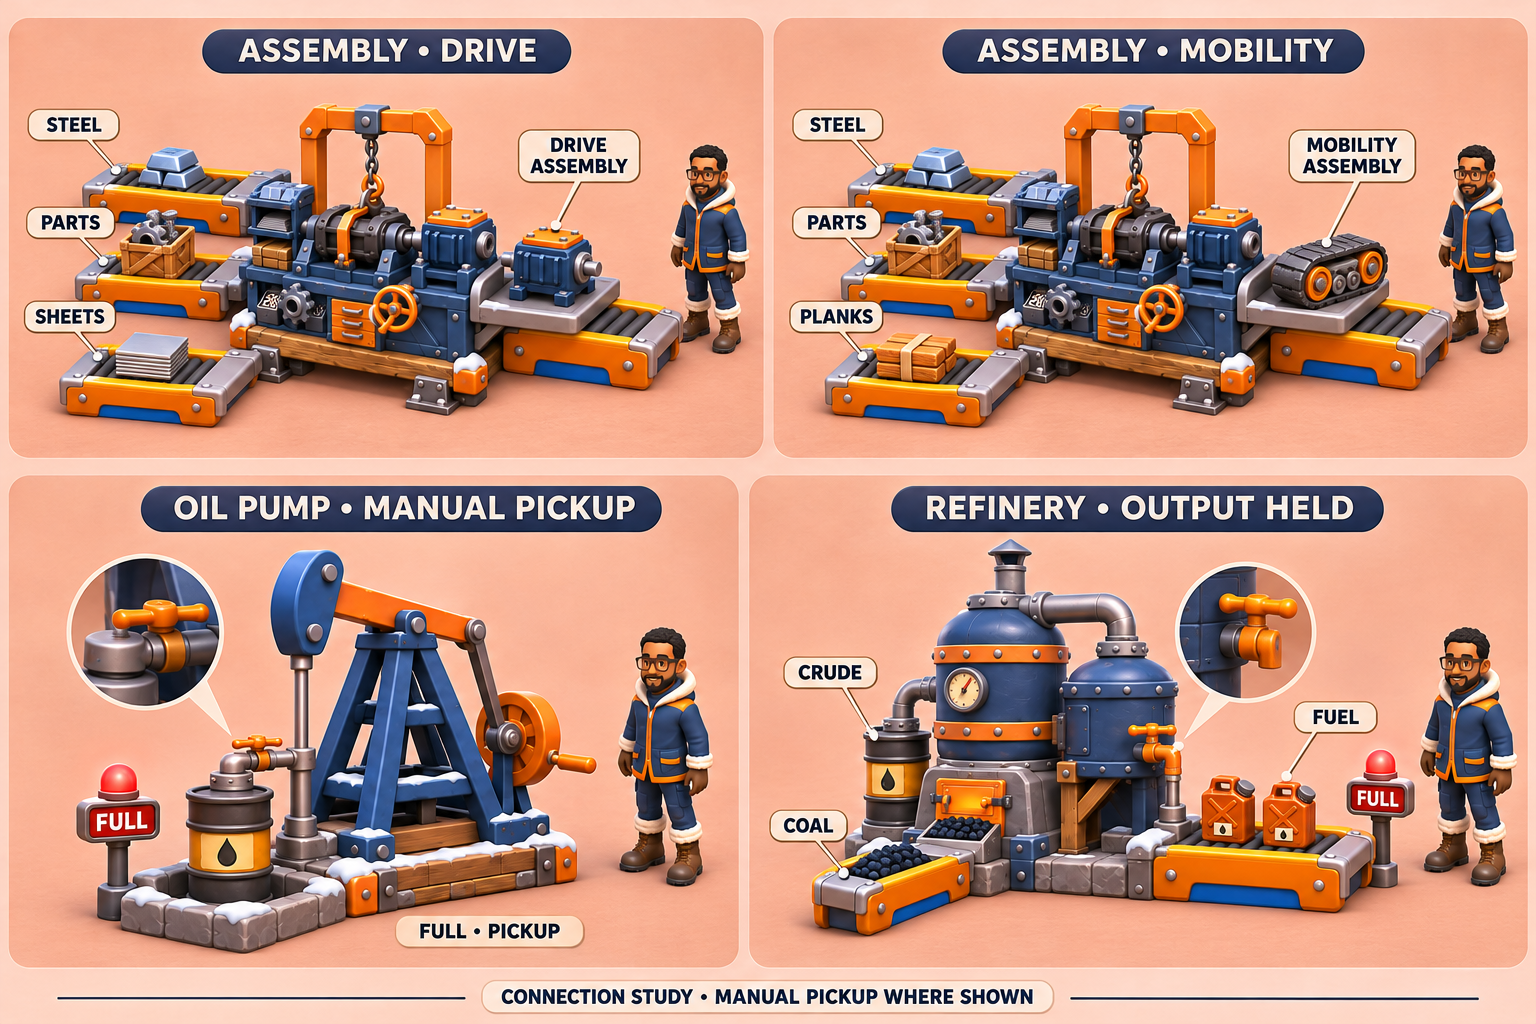 ASSEMBLY • DRIVE
STEEL
PARTS
SHEETS
DRIVE
ASSEMBLY
ASSEMBLY • MOBILITY
STEEL
PARTS
PLANKS
MOBILITY
ASSEMBLY
OIL PUMP • MANUAL PICKUP
FULL
FULL • PICKUP
REFINERY • OUTPUT HELD
CRUDE
COAL
FUEL
FULL
CONNECTION STUDY • MANUAL PICKUP WHERE SHOWN